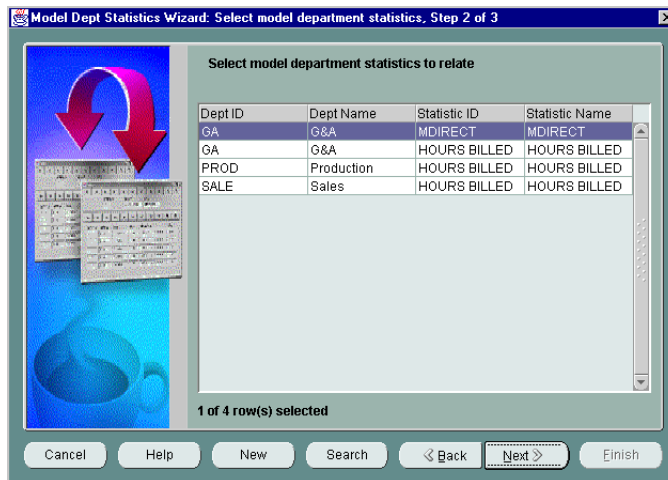 Model Dept Statistics Wizard: Select model department statistics, Step 2 of 3
Select model department statistics to relate
Dept ID Dept Name Statistic ID Statistic Name
GA G&A MDIRECT MDIRECT
GA G&A HOURS BILLED HOURS BILLED
PROD Production HOURS BILLED HOURS BILLED
SALE Sales HOURS BILLED HOURS BILLED
1 of 4 row(s) selected
Cancel Help New Search Back Next Finish